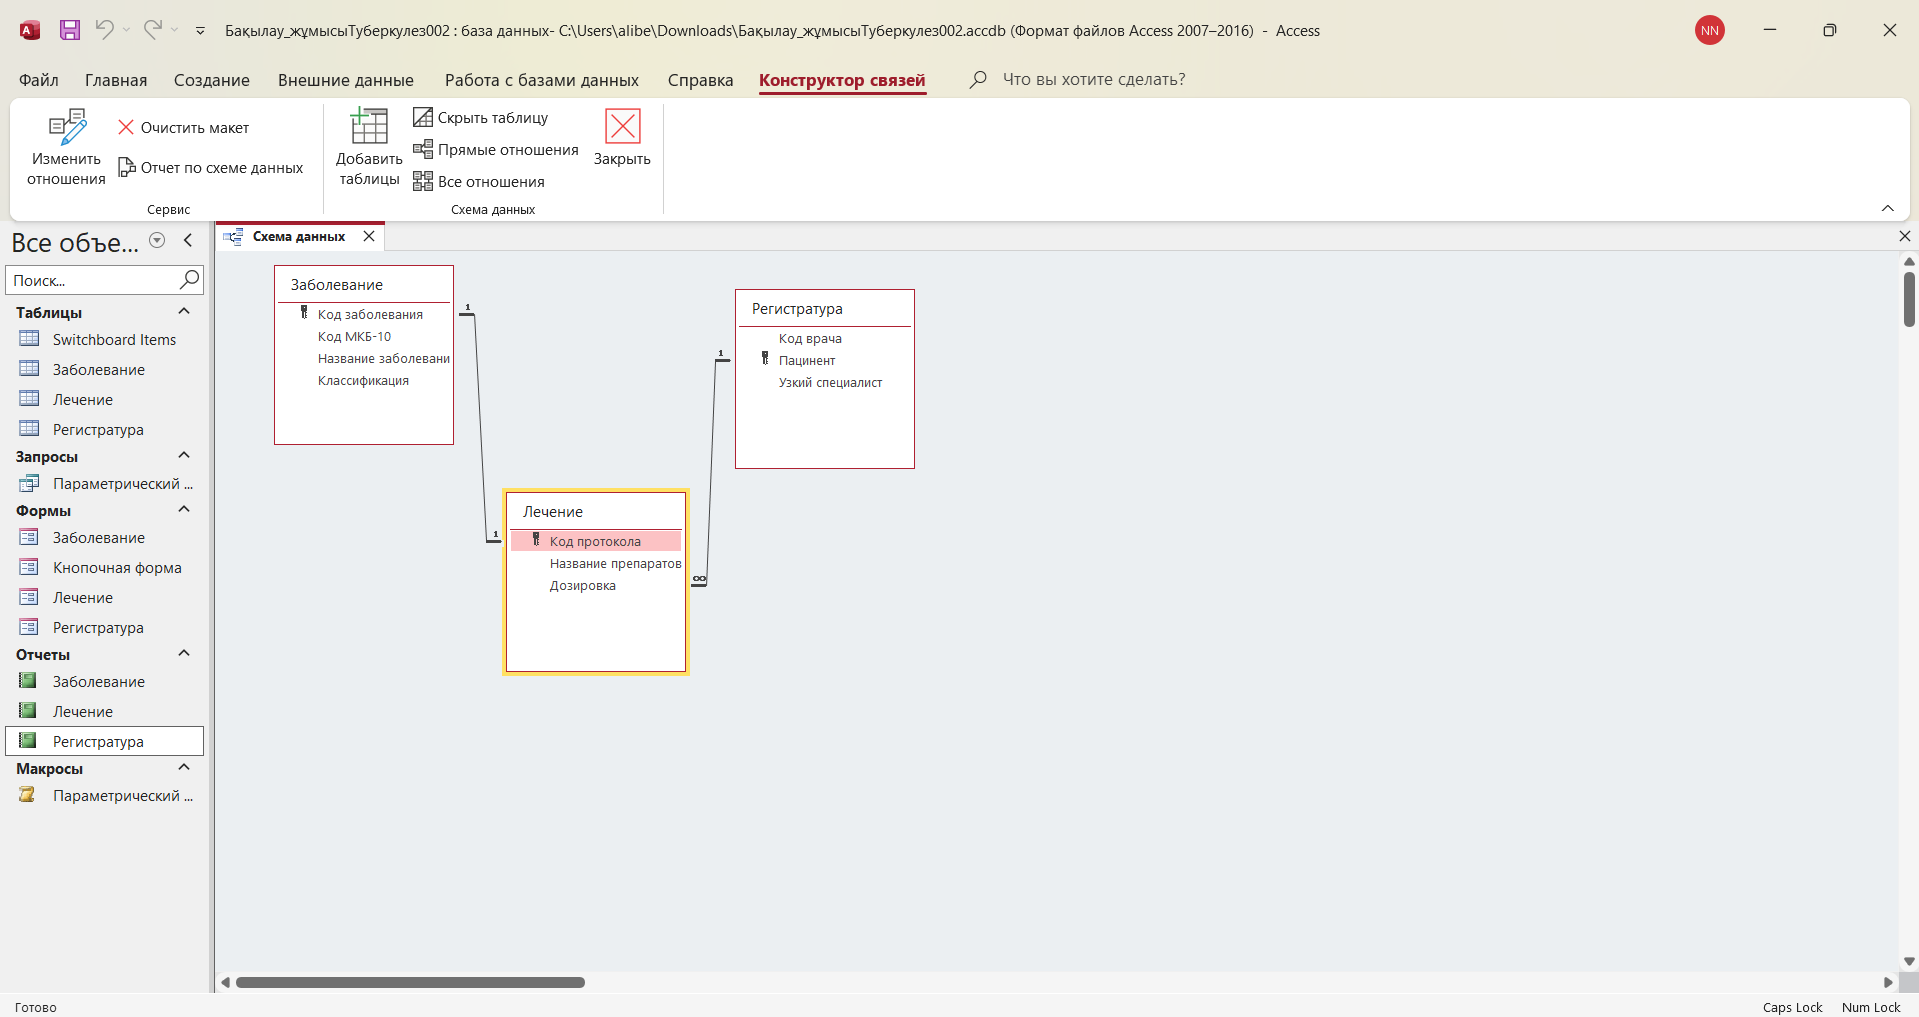 Бақылау_жұмысыТуберкулез002 : база данных- C:\Users\alibe\Downloads\Бақылау_жұмысыТуберкулез002.accdb (Формат файлов Access 2007–2016) - Access
NN
Файл Главная Создание Внешние данные Работа с базами данных Справка Конструктор связей Что вы хотите сделать?
Изменить отношения
Очистить макет
Отчет по схеме данных
Сервис
Добавить таблицы
Скрыть таблицу
Прямые отношения
Все отношения
Закрыть
Схема данных
Все объе...
Поиск...
Таблицы
Switchboard Items
Заболевание
Лечение
Регистратура
Запросы
Параметрический ...
Формы
Заболевание
Кнопочная форма
Лечение
Регистратура
Отчеты
Заболевание
Лечение
Регистратура
Макросы
Параметрический ...
Схема данных
Заболевание
Код заболевания
Код МКБ-10
Название заболевани
Классификация
1
1
Регистратура
Код врача
Пацинент
Узкий специалист
1
∞
Лечение
Код протокола
Название препаратов
Дозировка
Готово
Caps Lock Num Lock